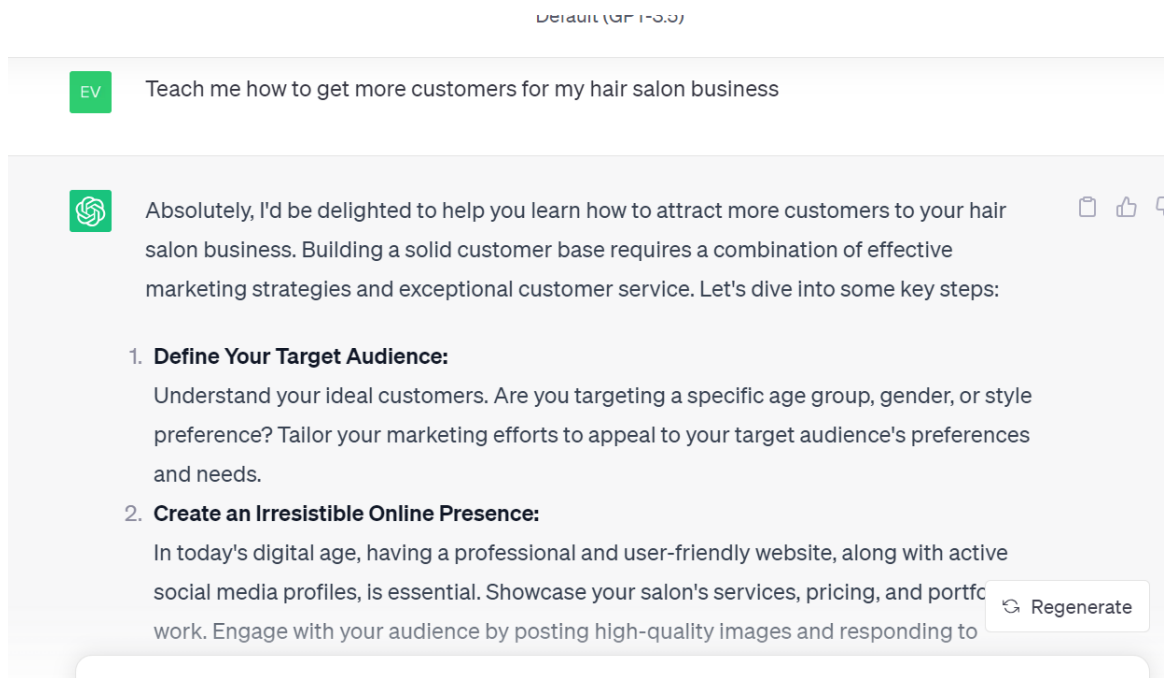 Default (GPT-3.5)
EV
Teach me how to get more customers for my hair salon business
Absolutely, I'd be delighted to help you learn how to attract more customers to your hair
salon business. Building a solid customer base requires a combination of effective
marketing strategies and exceptional customer service. Let's dive into some key steps:
1. Define Your Target Audience:
Understand your ideal customers. Are you targeting a specific age group, gender, or style
preference? Tailor your marketing efforts to appeal to your target audience's preferences
and needs.
2. Create an Irresistible Online Presence:
In today's digital age, having a professional and user-friendly website, along with active
social media profiles, is essential. Showcase your salon's services, pricing, and portfo
Regenerate
work. Engage with your audience by posting high-quality images and responding to